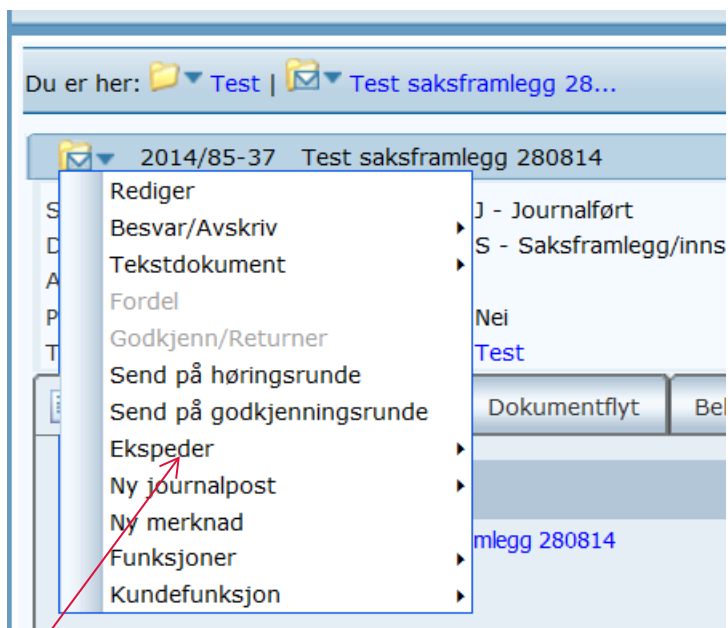 Du er her: Test | Test saksframlegg 28...
2014/85-37 Test saksframlegg 280814
Rediger
Besvar/Avskriv
Tekstdokument
Fordel
Godkjenn/Returner
Send på høringsrunde
Send på godkjenningsrunde
Ekspeder
Ny journalpost
Ny merknad
Funksjoner
Kundefunksjon
J - Journalført
S - Saksframlegg/inns
Nei
Test
Dokumentflyt
mlegg 280814